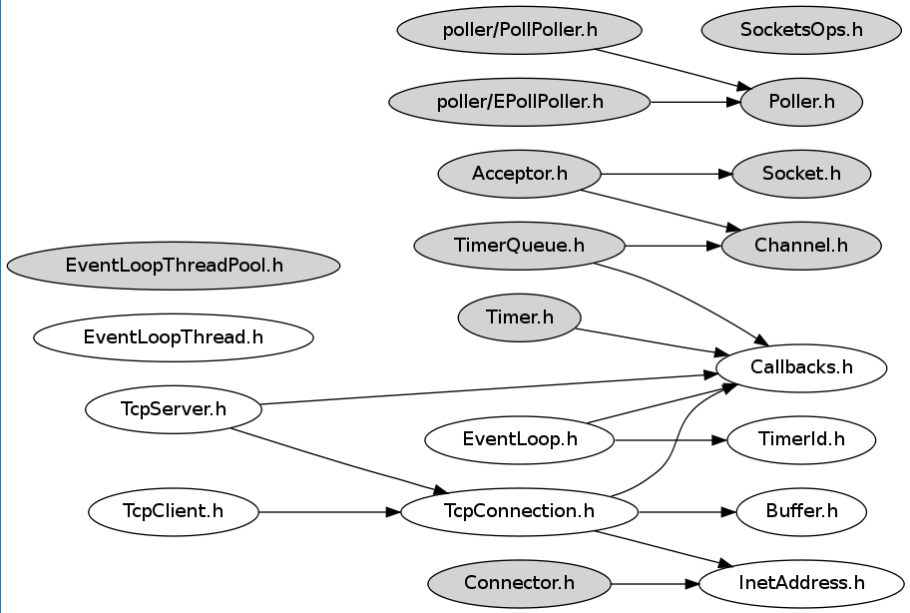 poller/PollPoller.h
SocketsOps.h
poller/EPollPoller.h
Poller.h
Acceptor.h
Socket.h
TimerQueue.h
Channel.h
EventLoopThreadPool.h
Timer.h
EventLoopThread.h
Callbacks.h
TcpServer.h
EventLoop.h
TimerId.h
TcpClient.h
TcpConnection.h
Buffer.h
Connector.h
InetAddress.h